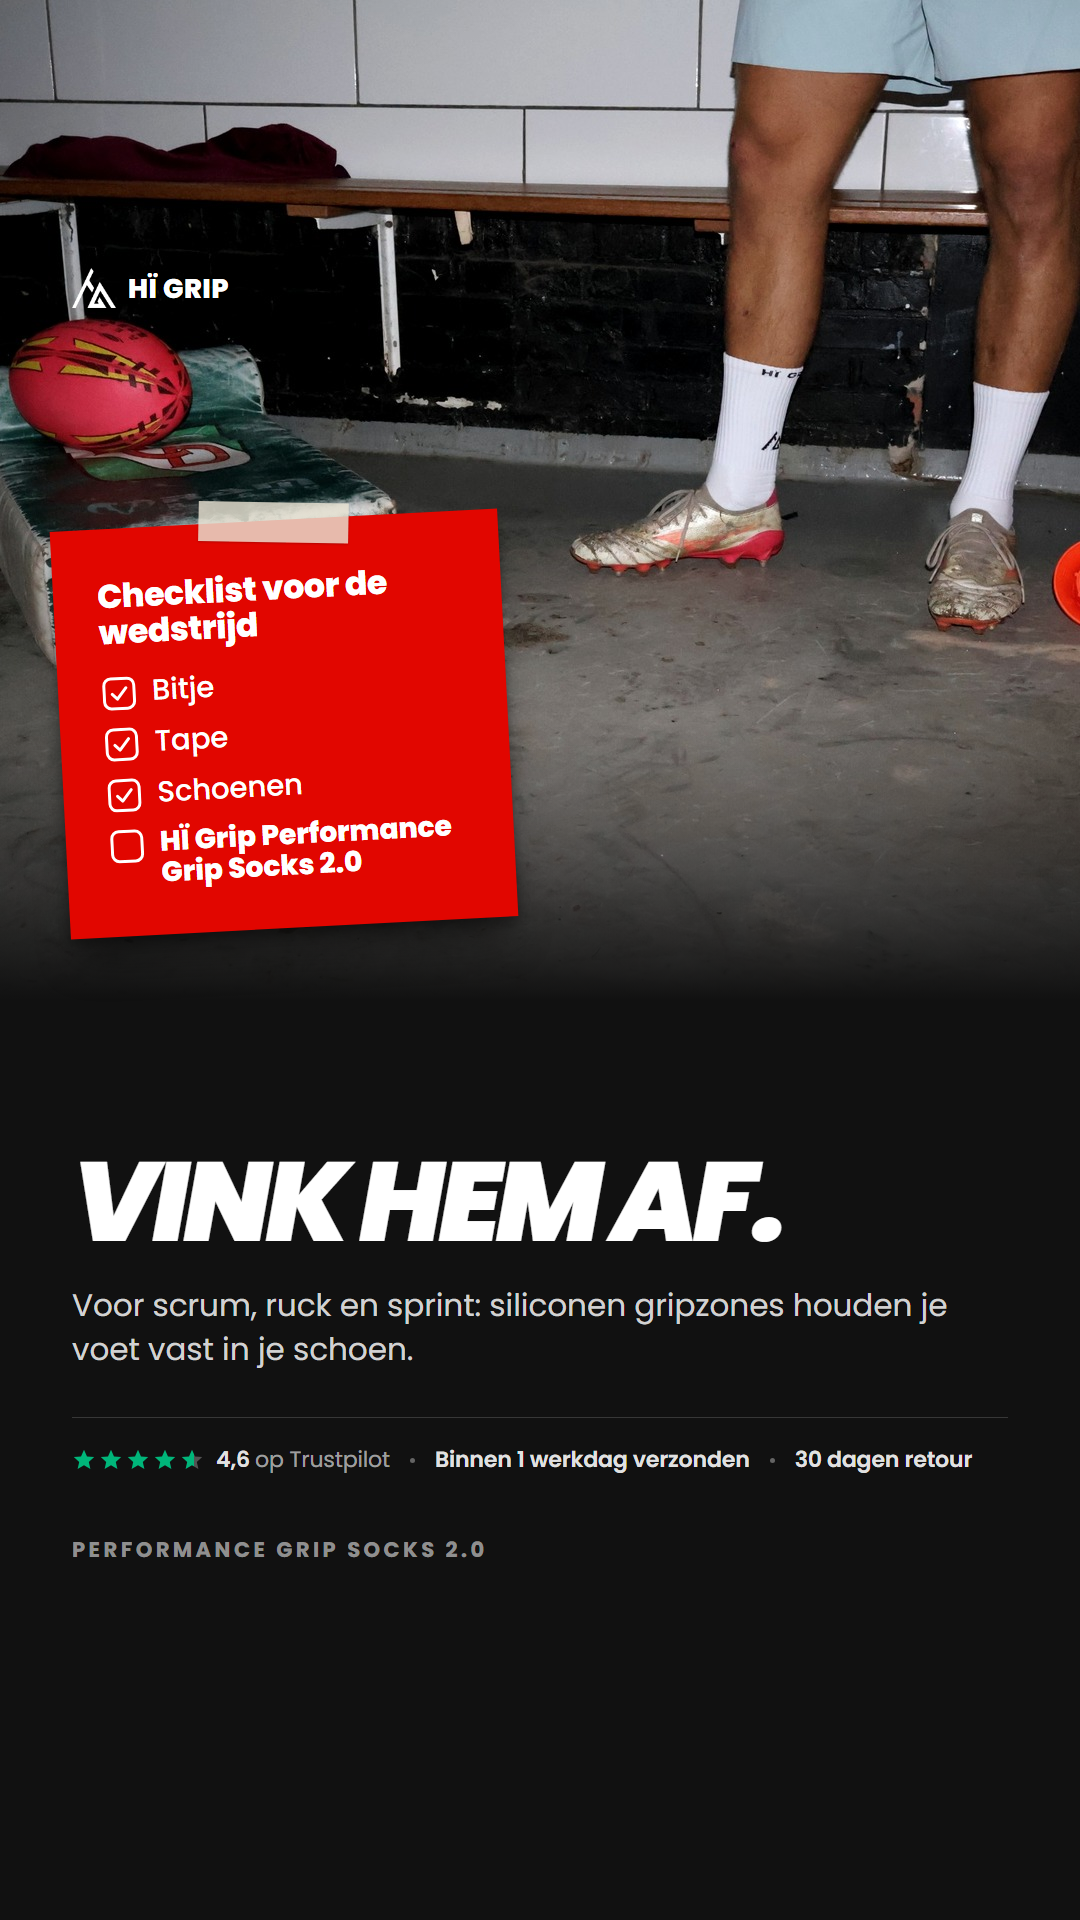 HÏ GRIP
Checklist voor de
wedstrijd
Bitje
Tape
Schoenen
HÏ Grip Performance
Grip Socks 2.0
VINK HEM AF.
Voor scrum, ruck en sprint: siliconen gripzones houden je
voet vast in je schoen.
4,6 op Trustpilot • Binnen 1 werkdag verzonden • 30 dagen retour
PERFORMANCE GRIP SOCKS 2.0